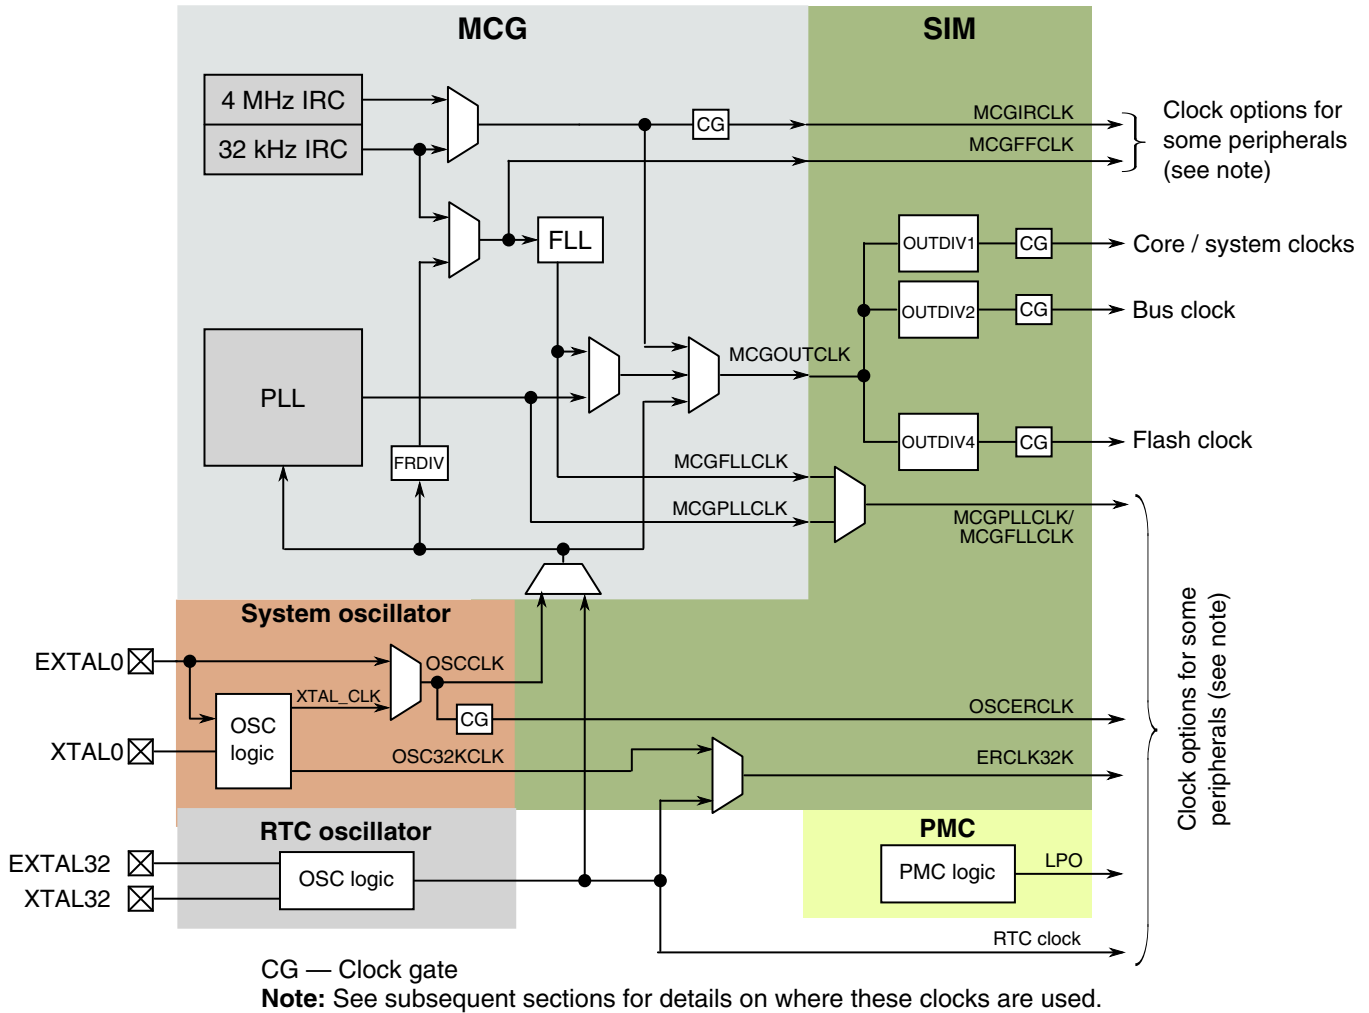 MCG
SIM
4 MHz IRC
32 kHz IRC
CG
MCGIRCLK
MCGFFCLK
Clock options for
some peripherals
(see note)
FLL
OUTDIV1
CG
Core / system clocks
OUTDIV2
CG
Bus clock
PLL
MCGOUTCLK
OUTDIV4
CG
Flash clock
FRDIV
MCGFLLCLK
MCGPLLCLK
MCGPLLCLK/
MCGFLLCLK
System oscillator
EXTAL0
OSCCLK
XTAL_CLK
OSC
logic
CG
OSCERCLK
XTAL0
OSC32KCLK
ERCLK32K
Clock options for some
peripherals (see note)
RTC oscillator
PMC
EXTAL32
XTAL32
OSC logic
PMC logic
LPO
RTC clock
CG — Clock gate
Note: See subsequent sections for details on where these clocks are used.